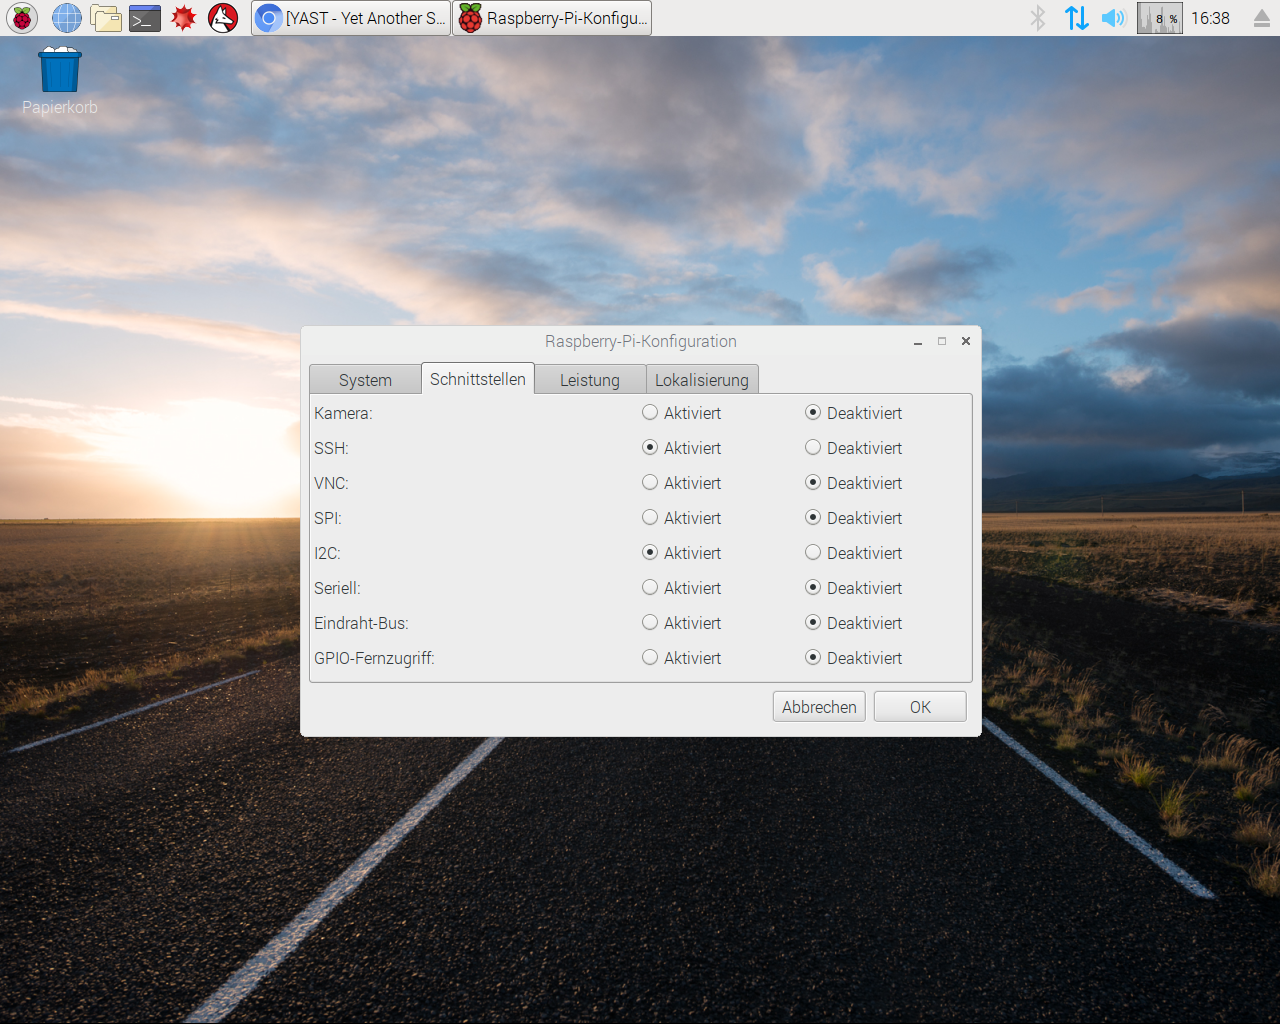 [YAST - Yet Another S... Raspberry-Pi-Konfigu... 8 % 16:38
Papierkorb
Raspberry-Pi-Konfiguration
System Schnittstellen Leistung Lokalisierung
Kamera: Aktiviert Deaktiviert
SSH: Aktiviert Deaktiviert
VNC: Aktiviert Deaktiviert
SPI: Aktiviert Deaktiviert
I2C: Aktiviert Deaktiviert
Seriell: Aktiviert Deaktiviert
Eindraht-Bus: Aktiviert Deaktiviert
GPIO-Fernzugriff: Aktiviert Deaktiviert
Abbrechen OK